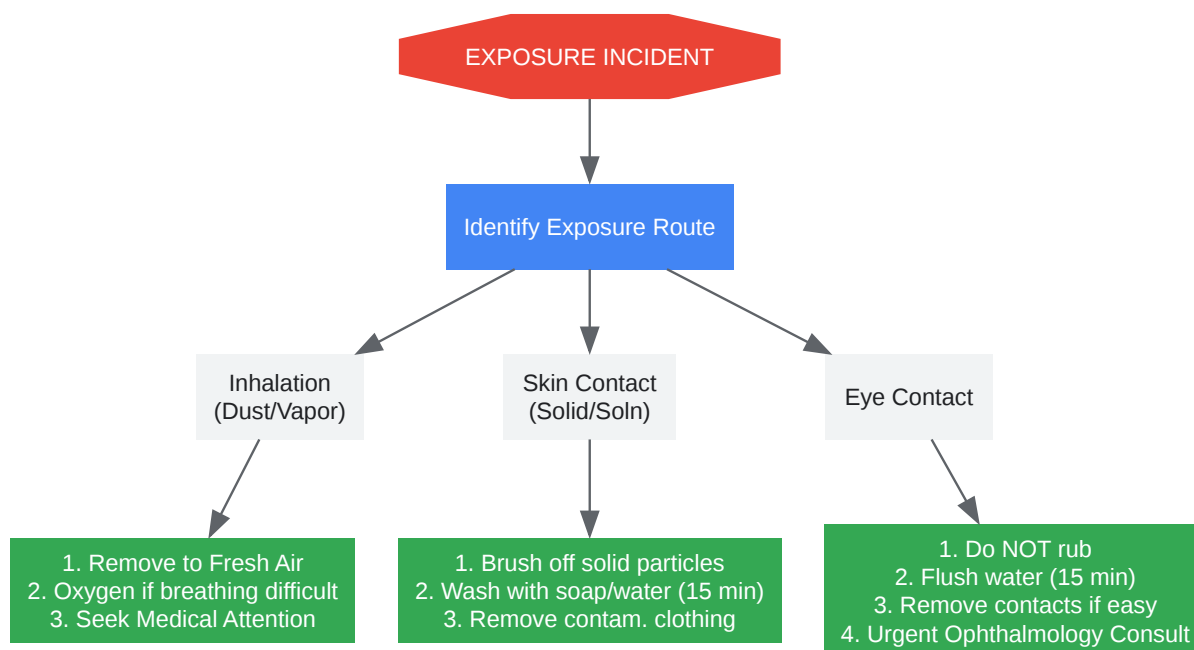 EXPOSURE INCIDENT
Identify Exposure Route
Inhalation
(Dust/Vapor)
Skin Contact
(Solid/Soln)
Eye Contact
1. Remove to Fresh Air
2. Oxygen if breathing difficult
3. Seek Medical Attention
1. Brush off solid particles
2. Wash with soap/water (15 min)
3. Remove contam. clothing
1. Do NOT rub
2. Flush water (15 min)
3. Remove contacts if easy
4. Urgent Ophthalmology Consult